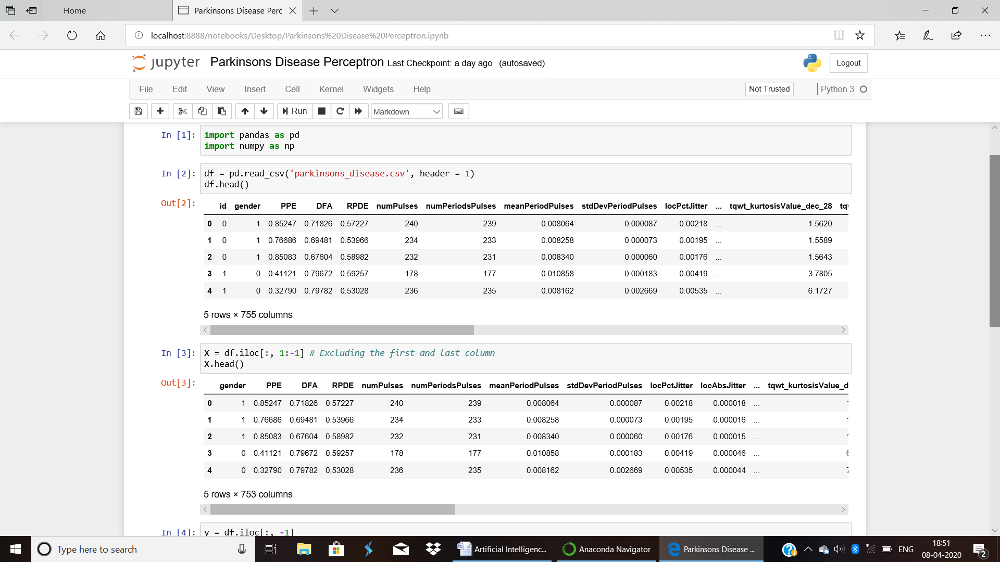 Home
Parkinsons Disease Perc
localhost:8888/notebooks/Desktop/Parkinsons%20Disease%20Perceptron.ipynb
jupyter Parkinsons Disease Perceptron Last Checkpoint: a day ago (autosaved)
Logout
File Edit View Insert Cell Kernel Widgets Help
Not Trusted
Python 3
Run
Markdown
In [1]: import pandas as pd
import numpy as np
In [2]: df = pd.read_csv('parkinsons_disease.csv', header = 1)
df.head()
Out[2]:
id gender PPE DFA RPDE numPulses numPeriodsPulses meanPeriodPulses stdDevPeriodPulses locPctJitter ... tqwt_kurtosisValue_dec_28
0 0 1 0.85247 0.71826 0.57227 240 239 0.008064 0.000087 0.00218 ... 1.5620
1 0 1 0.76686 0.69481 0.53966 234 233 0.008258 0.000073 0.00195 ... 1.5589
2 0 1 0.85083 0.67604 0.58982 232 231 0.008340 0.000060 0.00176 ... 1.5643
3 1 0 0.41121 0.79672 0.59257 178 177 0.010858 0.000183 0.00419 ... 3.7805
4 1 0 0.32790 0.79782 0.53028 236 235 0.008162 0.002669 0.00535 ... 6.1727
5 rows × 755 columns
In [3]: X = df.iloc[:, 1:-1] # Excluding the first and last column
X.head()
Out[3]:
gender PPE DFA RPDE numPulses numPeriodsPulses meanPeriodPulses stdDevPeriodPulses locPctJitter locAbsJitter ... tqwt_kurtosisValue_d
0 1 0.85247 0.71826 0.57227 240 239 0.008064 0.000087 0.00218 0.000018 ...
1 1 0.76686 0.69481 0.53966 234 233 0.008258 0.000073 0.00195 0.000016 ...
2 1 0.85083 0.67604 0.58982 232 231 0.008340 0.000060 0.00176 0.000015 ...
3 0 0.41121 0.79672 0.59257 178 177 0.010858 0.000183 0.00419 0.000046 ...
4 0 0.32790 0.79782 0.53028 236 235 0.008162 0.002669 0.00535 0.000044 ...
5 rows × 753 columns
In [4]: y = df.iloc[:, -1]
Type here to search
Artificial Intelligenc...
Anaconda Navigator
Parkinsons Disease ...
ENG
18:51
08-04-2020
2